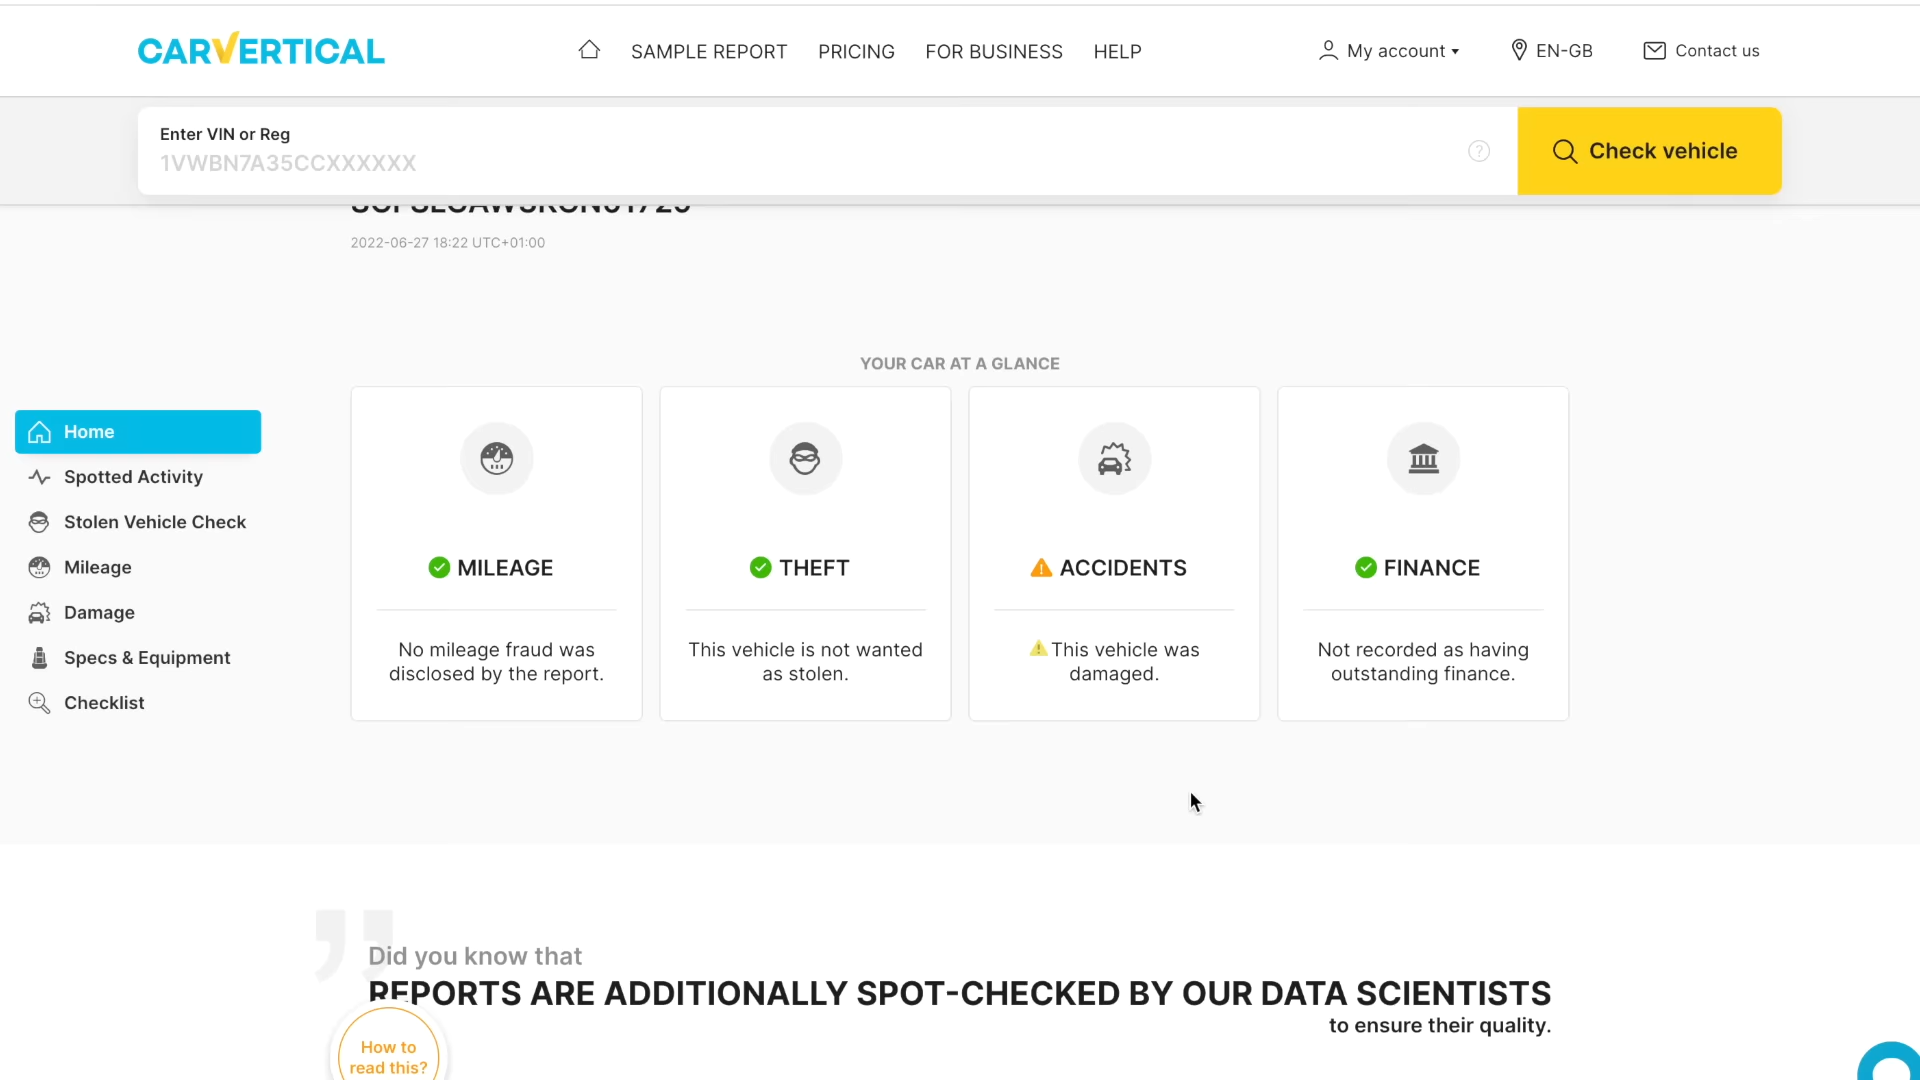 CARVERTICAL
SAMPLE REPORT
PRICING
FOR BUSINESS
HELP
My account
EN-GB
Contact us
Enter VIN or Reg
1VWBN7A35CCXXXXXX
?
Check vehicle
2022-06-27 18:22 UTC+01:00
YOUR CAR AT A GLANCE
Home
Spotted Activity
Stolen Vehicle Check
Mileage
Damage
Specs & Equipment
Checklist
MILEAGE
No mileage fraud was
disclosed by the report.
THEFT
This vehicle is not wanted
as stolen.
ACCIDENTS
This vehicle was
damaged.
FINANCE
Not recorded as having
outstanding finance.
Did you know that
REPORTS ARE ADDITIONALLY SPOT-CHECKED BY OUR DATA SCIENTISTS
to ensure their quality.
How to
read this?